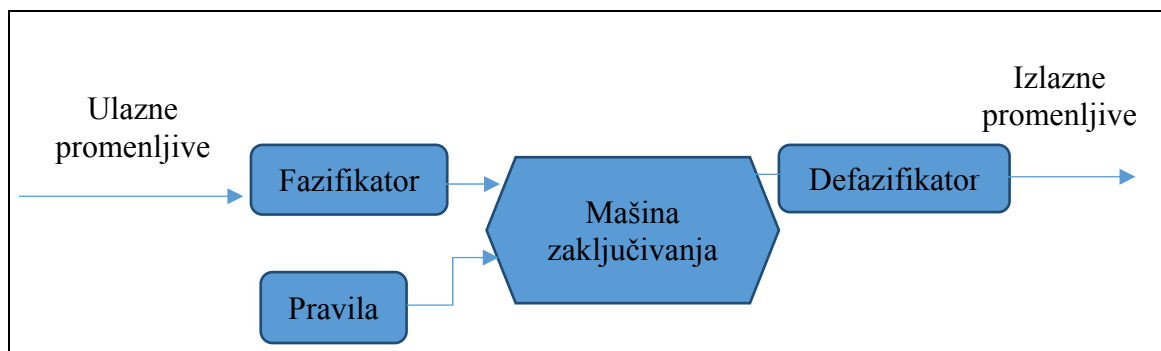 Ulazne
promenljive
Fazifikator
Pravila
Mašina
zaključivanja
Defazifikator
Izlazne
promenljive